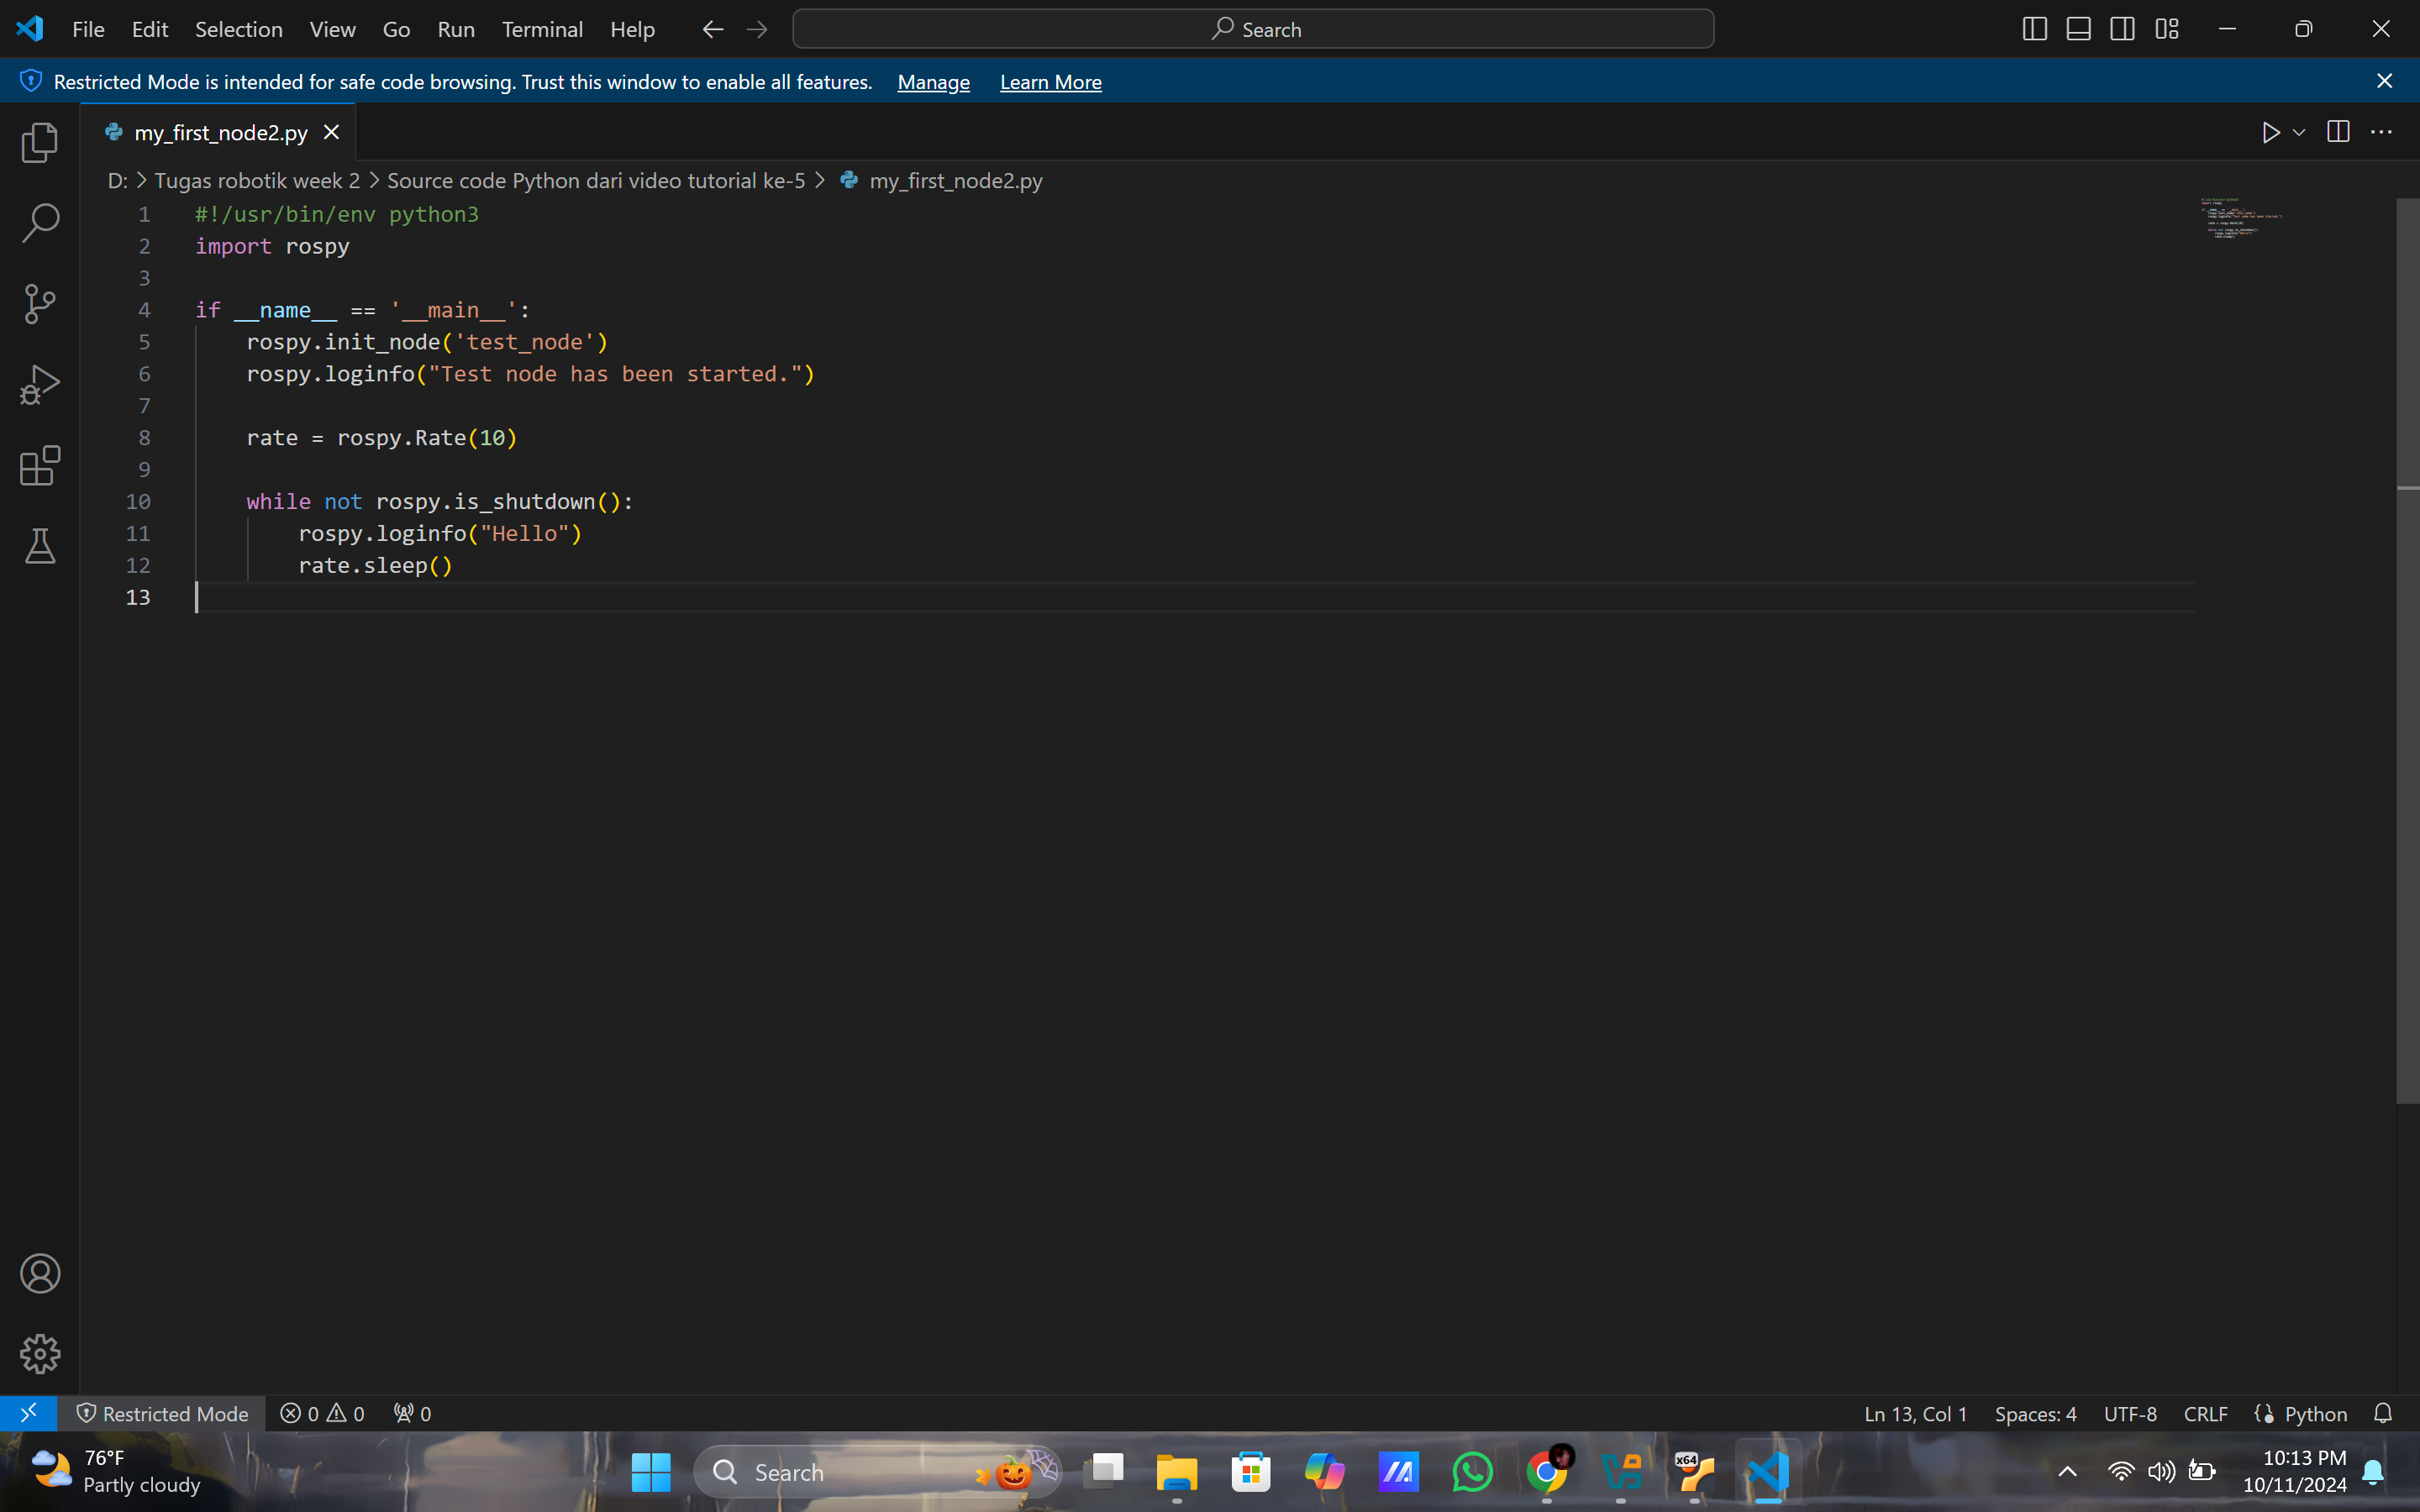 File Edit Selection View Go Run Terminal Help Search
Restricted Mode is intended for safe code browsing. Trust this window to enable all features. Manage Learn More
my_first_node2.py
D: > Tugas robotik week 2 > Source code Python dari video tutorial ke-5 > my_first_node2.py
1 #!/usr/bin/env python3
2 import rospy
3
4 if __name__ == '__main__':
5 rospy.init_node('test_node')
6 rospy.loginfo("Test node has been started.")
7
8 rate = rospy.Rate(10)
9
10 while not rospy.is_shutdown():
11 rospy.loginfo("Hello")
12 rate.sleep()
13
Restricted Mode 0 0 0 Ln 13, Col 1 Spaces: 4 UTF-8 CRLF Python
76°F
Partly cloudy
Search
x64
10:13 PM
10/11/2024